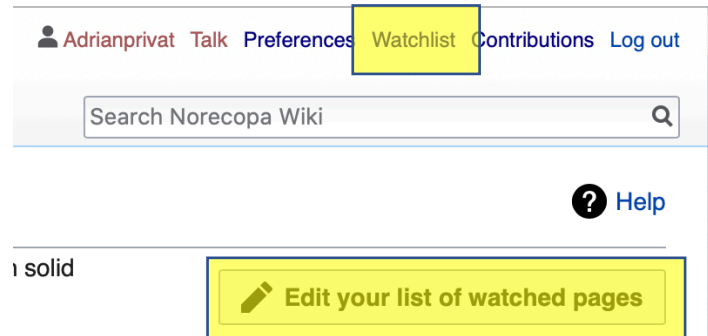 Adrianprivat Talk Preferences Watchlist Contributions Log out
Search Norecopa Wiki
? Help
solid
Edit your list of watched pages